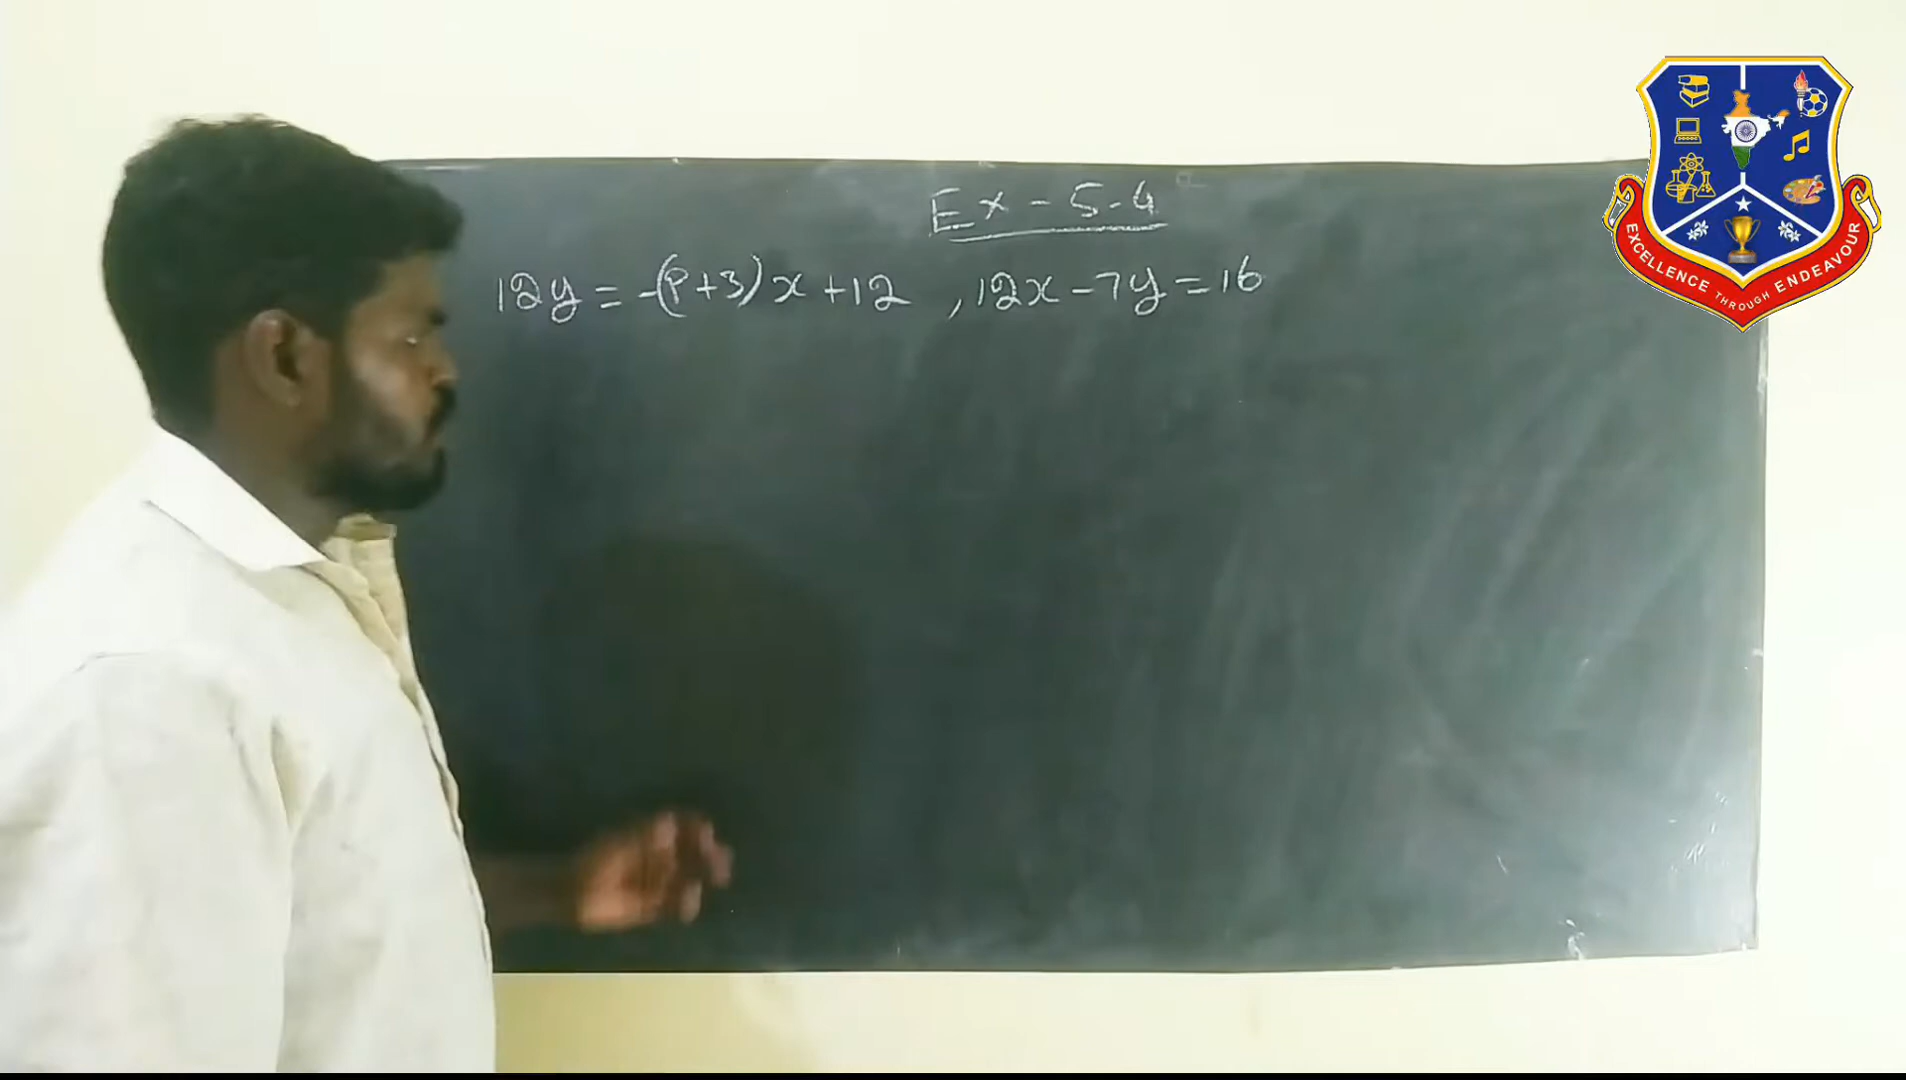 Ex - 5.4
12y = -(P+3)x +12 , 12x - 7y = 16
EXCELLENCE THROUGH ENDEAVOUR